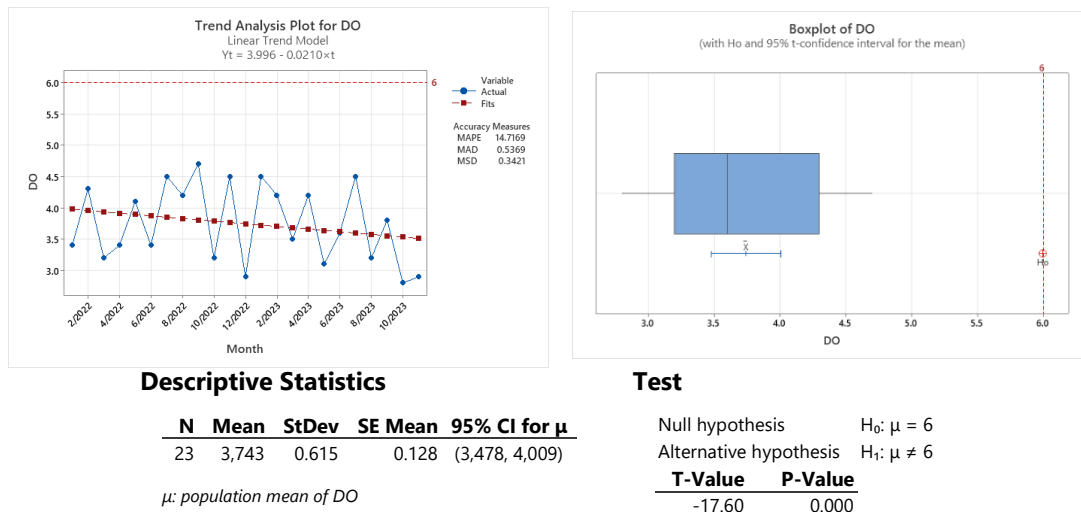 Trend Analysis Plot for DO
Linear Trend Model
Yt = 3.996 - 0.0210×t
6.0
5.5
5.0
4.5
4.0
3.5
3.0
DO
6
2/2022
4/2022
6/2022
8/2022
10/2022
12/2022
2/2023
4/2023
6/2023
8/2023
10/2023
Month
Variable
Actual
Fits
Accuracy Measures
MAPE 14.7169
MAD 0.5369
MSD 0.3421
Boxplot of DO
(with Ho and 95% t-confidence interval for the mean)
6
X̄
Ho
3.0 3.5 4.0 4.5 5.0 5.5 6.0
DO
Descriptive Statistics
N Mean StDev SE Mean 95% CI for μ
23 3,743 0.615 0.128 (3,478, 4,009)
μ: population mean of DO
Test
Null hypothesis H₀: μ = 6
Alternative hypothesis H₁: μ ≠ 6
T-Value P-Value
-17.60 0.000